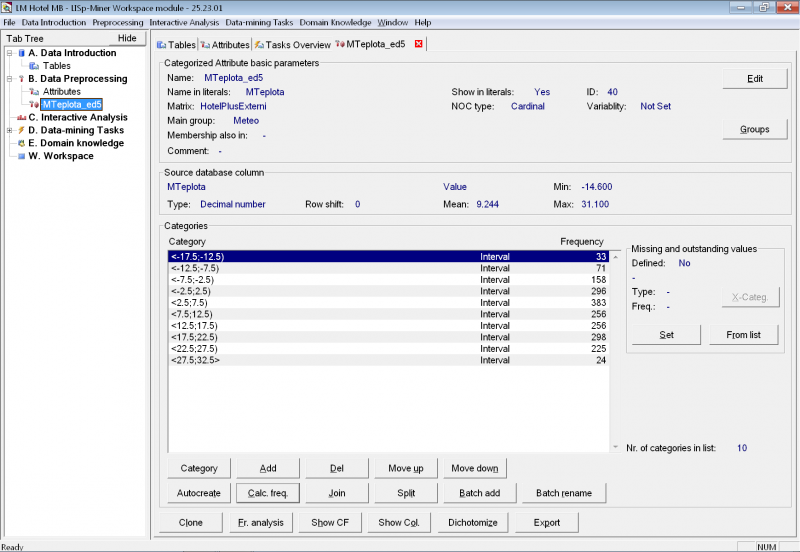 LM Hotel MB - LISp-Miner Workspace module - 25.23.01
File Data Introduction Preprocessing Interactive Analysis Data-mining Tasks Domain Knowledge Window Help
Tab Tree Hide
A. Data Introduction
Tables
B. Data Preprocessing
Attributes
MTeplota_ed5
C. Interactive Analysis
D. Data-mining Tasks
E. Domain knowledge
W. Workspace
Tables Attributes Tasks Overview MTeplota_ed5
Categorized Attribute basic parameters
Name: MTeplota_ed5
Edit
Name in literals: MTeplota Show in literals: Yes ID: 40
Matrix: HotelPlusExterni NOC type: Cardinal Variablity: Not Set
Main group: Meteo
Groups
Membership also in: -
Comment: -
Source database column
MTeplota Value Min: -14.600
Type: Decimal number Row shift: 0 Mean: 9.244 Max: 31.100
Categories
Category Frequency
<-17.5;-12.5) Interval 33
<-12.5;-7.5) Interval 71
<-7.5;-2.5) Interval 158
<-2.5;2.5) Interval 296
<2.5;7.5) Interval 383
<7.5;12.5) Interval 256
<12.5;17.5) Interval 256
<17.5;22.5) Interval 298
<22.5;27.5) Interval 225
<27.5;32.5> Interval 24
Missing and outstanding values
Defined: No
-
Type: -
X-Categ.
Freq.: -
Set From list
Nr. of categories in list: 10
Category Add Del Move up Move down
Autocreate Calc. freq. Join Split Batch add Batch rename
Clone Fr. analysis Show CF Show Col. Dichotomize Export
Ready NUM